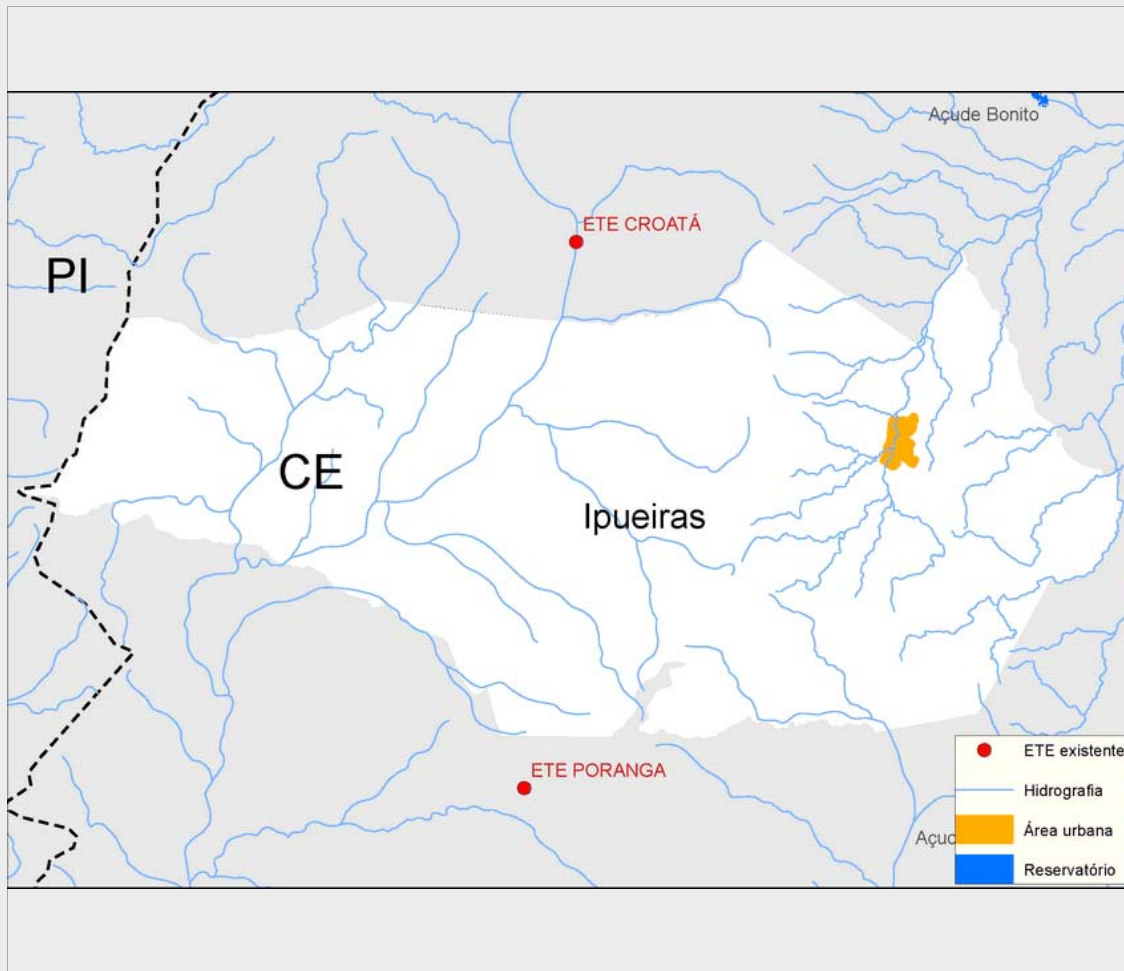 Açude Bonito
ETE CROATÁ
PI
CE
Ipueiras
ETE PORANGA
ETE existente
Hidrografia
Área urbana
Reservatório